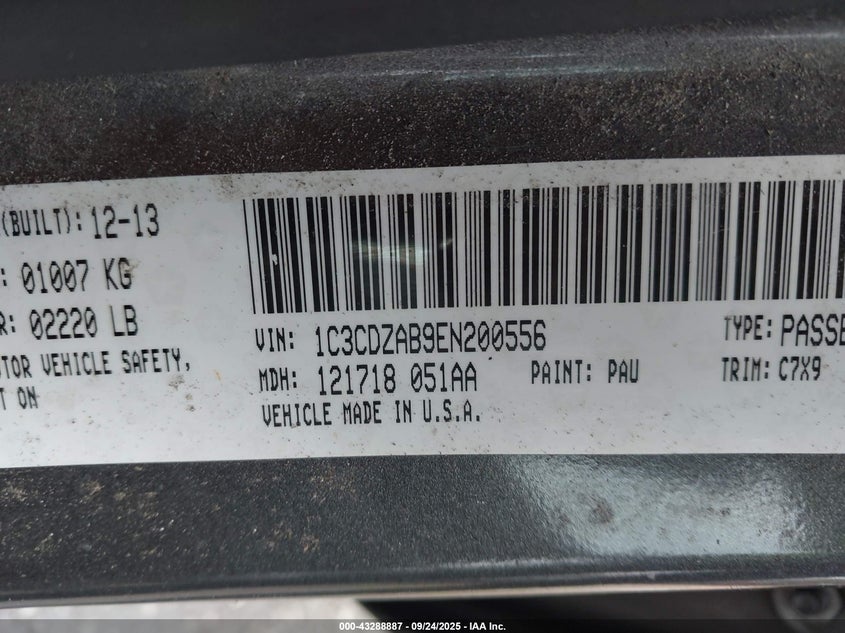 (BUILT): 12-13
: 01007 KG
R: 02220 LB
OTOR VEHICLE SAFETY,
T ON
VIN: 1C3CDZAB9EN200556
TYPE: PASSE
MDH: 121718 051AA
PAINT: PAU
TRIM: C7X9
VEHICLE MADE IN U.S.A.
000-43288887 - 09/24/2025 - IAA Inc.